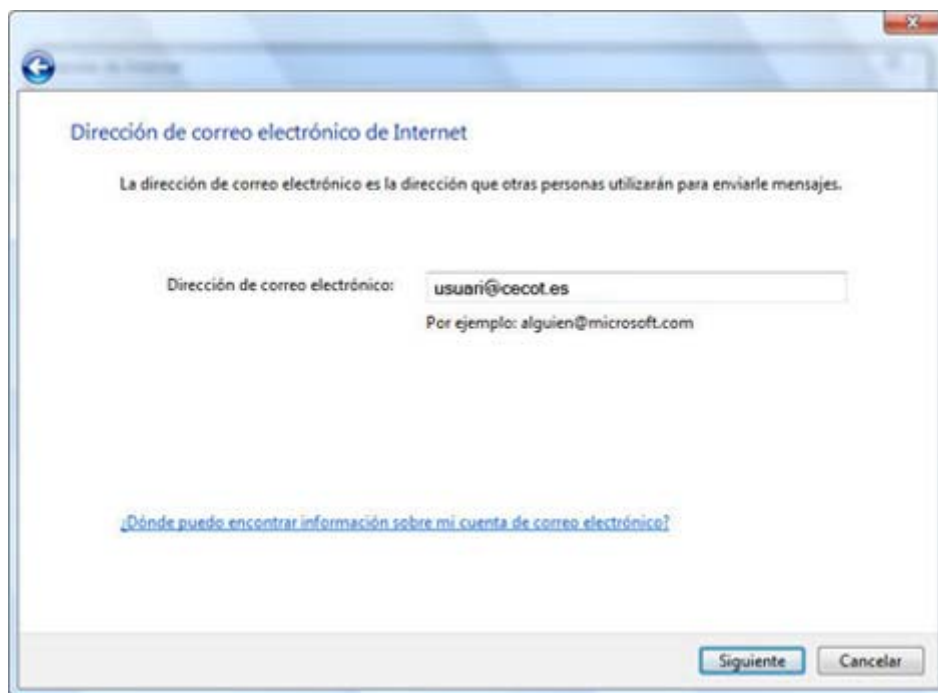 Dirección de correo electrónico de Internet
La dirección de correo electrónico es la dirección que otras personas utilizarán para enviarle mensajes.
Dirección de correo electrónico:
usuari@cecot.es
Por ejemplo: alguien@microsoft.com
¿Dónde puedo encontrar información sobre mi cuenta de correo electrónico?
Siguiente
Cancelar